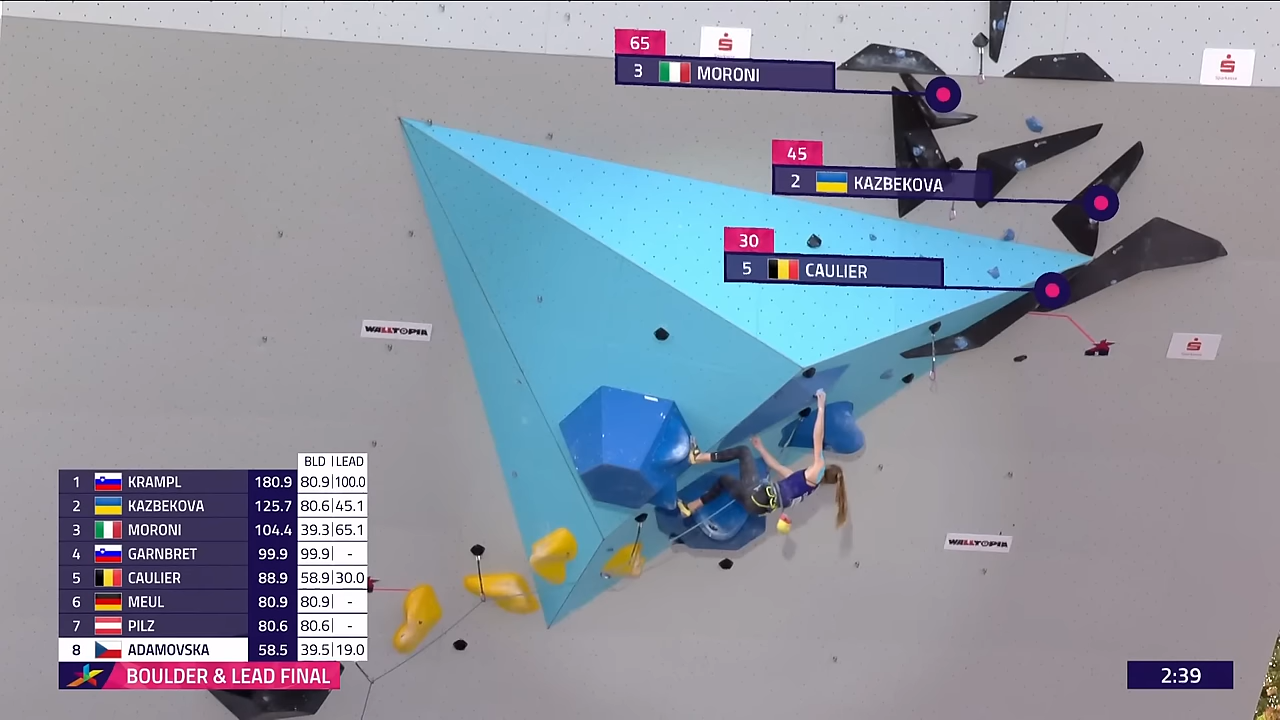 65
3 MORONI
45
2 KAZBEKOVA
30
5 CAULIER
WALLTOPIA
WALLTOPIA
BLD | LEAD
1 KRAMPL 180.9 80.9 | 100.0
2 KAZBEKOVA 125.7 80.6 | 45.1
3 MORONI 104.4 39.3 | 65.1
4 GARNBRET 99.9 99.9 | -
5 CAULIER 88.9 58.9 | 30.0
6 MEUL 80.9 80.9 | -
7 PILZ 80.6 80.6 | -
8 ADAMOVSKA 58.5 39.5 | 19.0
BOULDER & LEAD FINAL
2:39